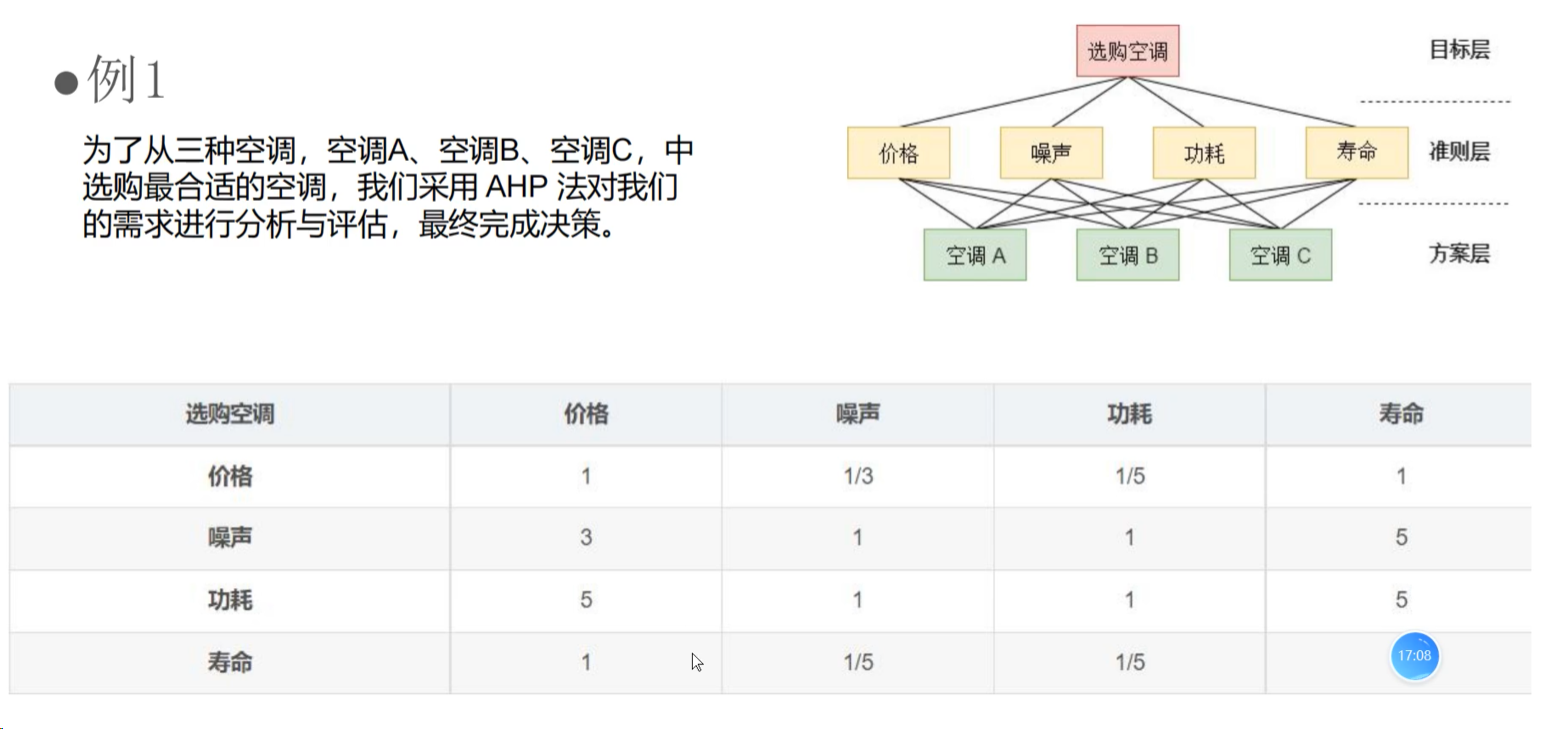 例1
为了从三种空调，空调A、空调B、空调C，中
选购最合适的空调，我们采用 AHP 法对我们
的需求进行分析与评估，最终完成决策。
选购空调
目标层
价格 噪声 功耗 寿命 准则层
空调 A 空调 B 空调 C 方案层
选购空调 价格 噪声 功耗 寿命
价格 1 1/3 1/5 1
噪声 3 1 1 5
功耗 5 1 1 5
寿命 1 1/5 1/5
17:08